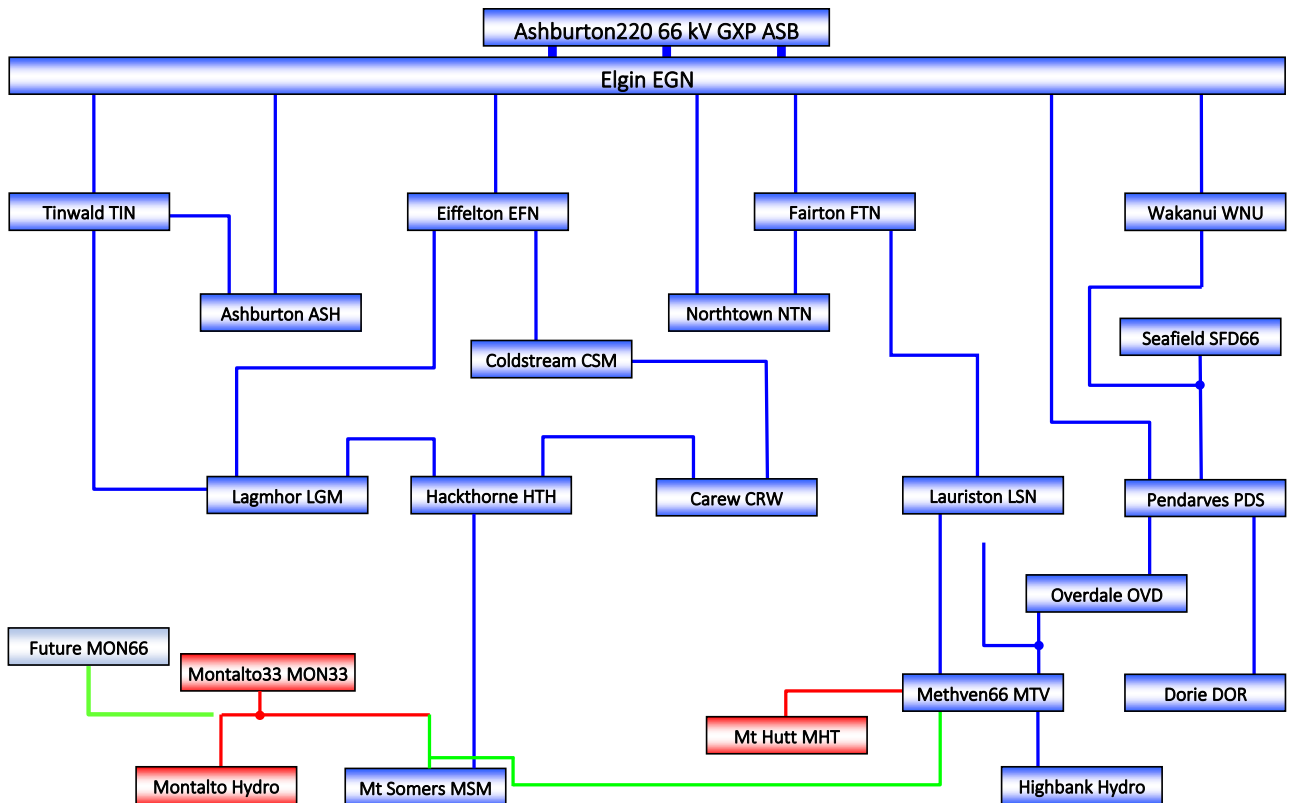 Ashburton220 66 kV GXP ASB
Elgin EGN
Tinwald TIN
Eiffelton EFN
Fairton FTN
Wakanui WNU
Ashburton ASH
Northtown NTN
Seafield SFD66
Coldstream CSM
Lagmhor LGM
Hackthorne HTH
Carew CRW
Lauriston LSN
Pendarves PDS
Overdale OVD
Future MON66
Montalto33 MON33
Methven66 MTV
Dorie DOR
Mt Hutt MHT
Montalto Hydro
Mt Somers MSM
Highbank Hydro